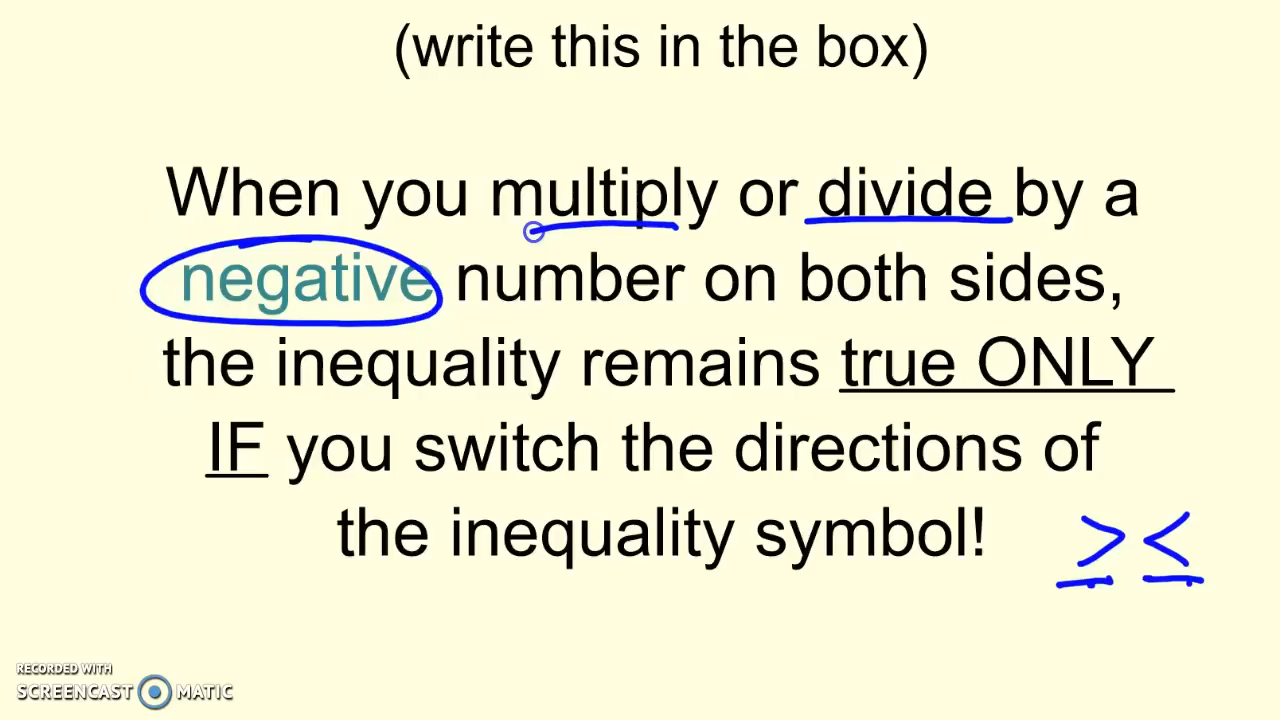 (write this in the box)
When you multiply or divide by a
negative number on both sides,
the inequality remains true ONLY
IF you switch the directions of
the inequality symbol!
≥ ≤
RECORDED WITH
SCREENCAST MATIC